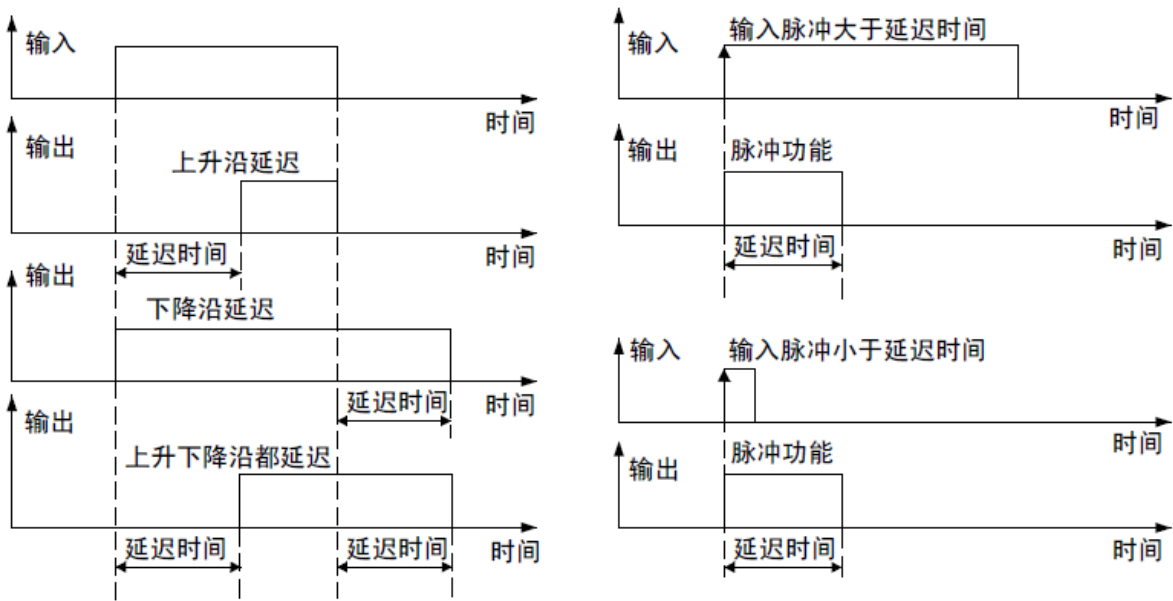 输入
时间
输出
上升沿延迟
延迟时间
时间
输出
下降沿延迟
延迟时间
时间
输出
上升下降沿都延迟
延迟时间
延迟时间
时间
输入
输入脉冲大于延迟时间
时间
输出
脉冲功能
延迟时间
时间
输入
输入脉冲小于延迟时间
时间
输出
脉冲功能
延迟时间
时间